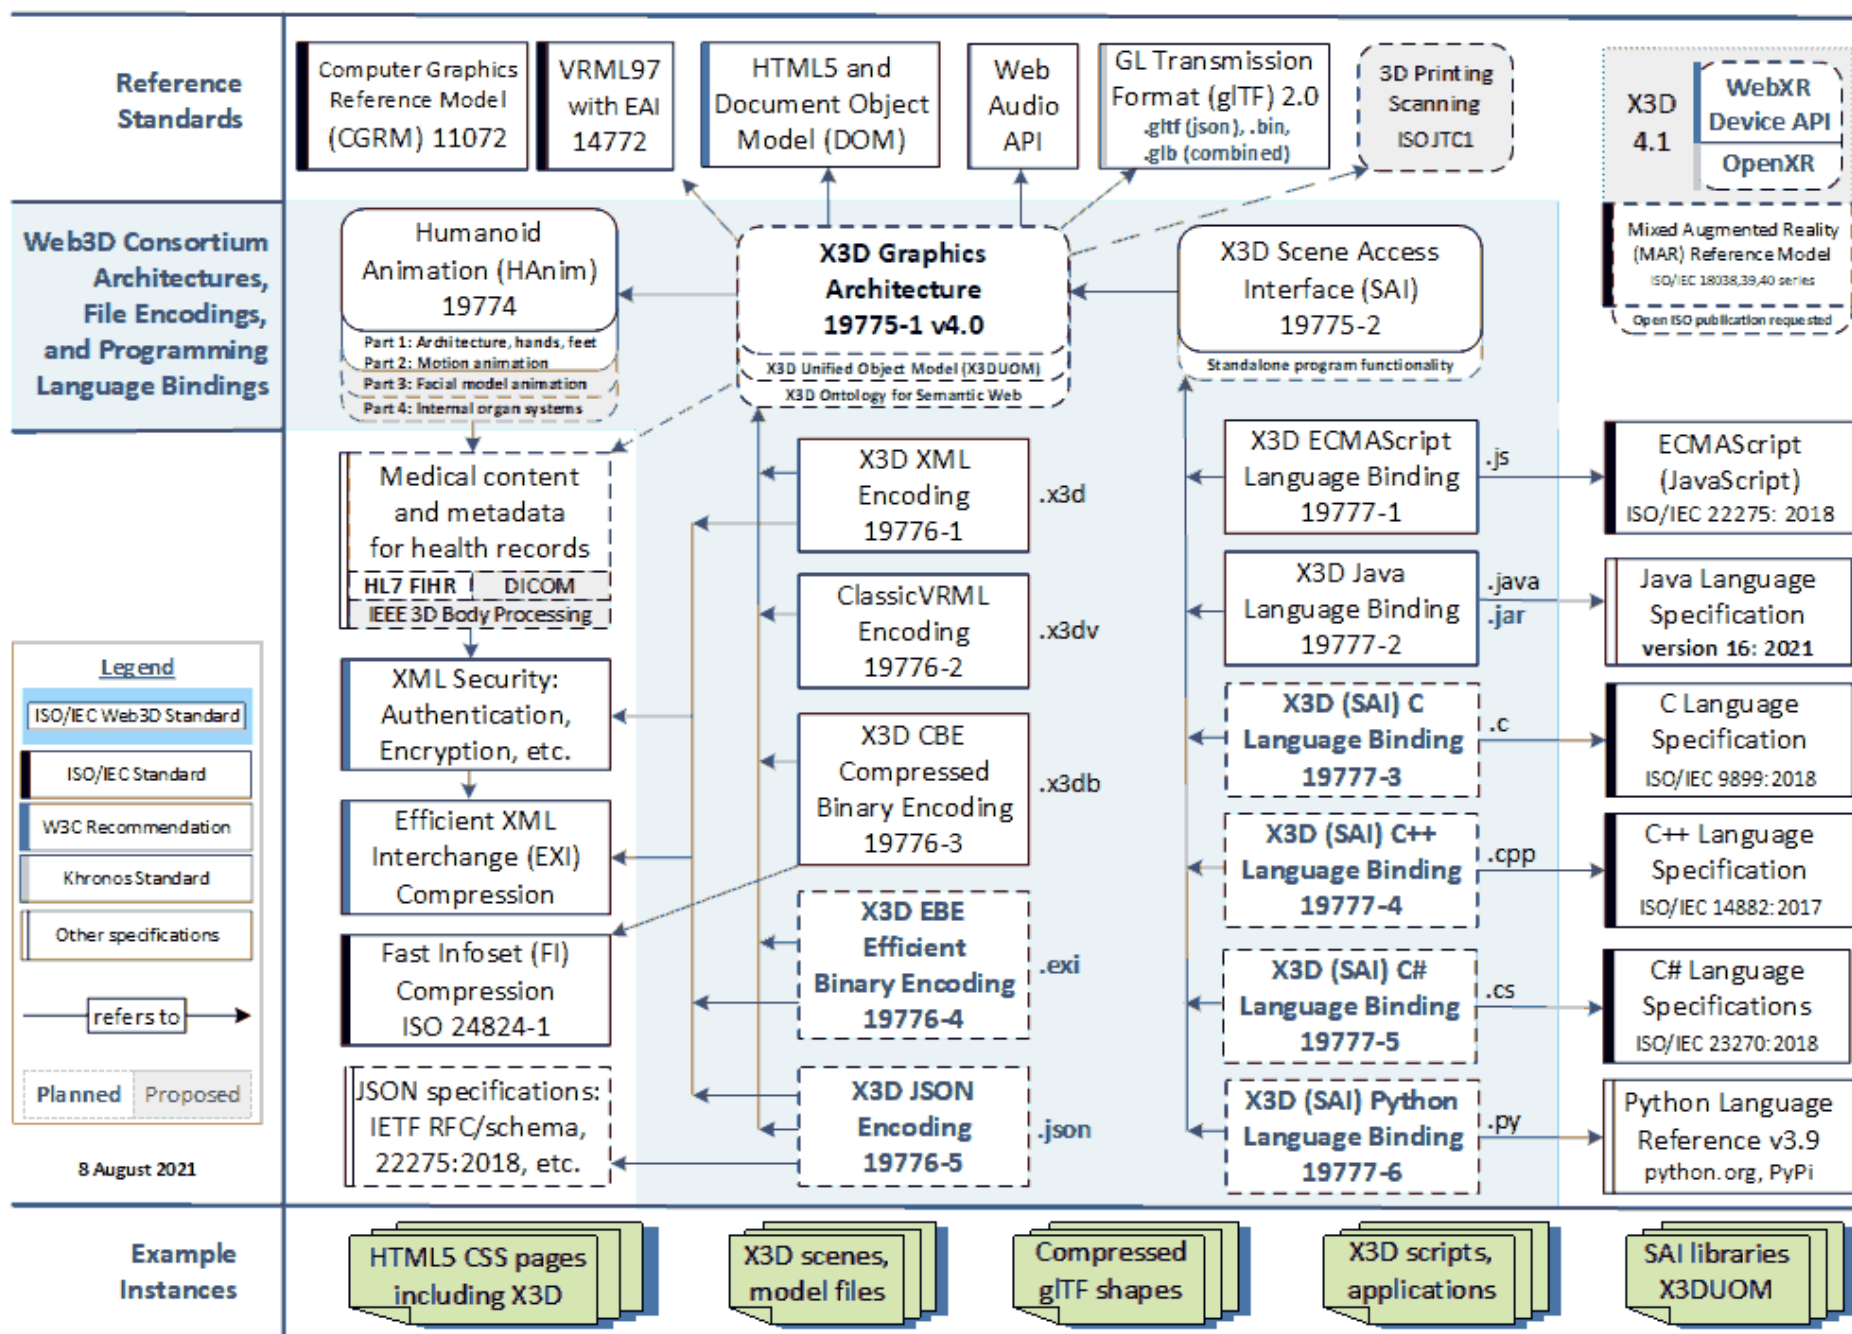 Reference
Standards
Computer Graphics
Reference Model
(CGRM) 11072
VRML97
with EAI
14772
HTML5 and
Document Object
Model (DOM)
Web
Audio
API
GL Transmission
Format (glTF) 2.0
.gltf (json), .bin,
.glb (combined)
3D Printing
Scanning
ISO JTC1
X3D
4.1
WebXR
Device API
OpenXR
Mixed Augmented Reality
(MAR) Reference Model
ISO/IEC 18038,39,40 series
Open ISO publication requested
Web3D Consortium
Architectures,
File Encodings,
and Programming
Language Bindings
Humanoid
Animation (HAnim)
19774
Part 1: Architecture, hands, feet
Part 2: Motion animation
Part 3: Facial model animation
Part 4: Internal organ systems
X3D Graphics
Architecture
19775-1 v4.0
X3D Unified Object Model (X3DUOM)
X3D Ontology for Semantic Web
X3D Scene Access
Interface (SAI)
19775-2
Standalone program functionality
Medical content
and metadata
for health records
HL7 FIHR
DICOM
IEEE 3D Body Processing
XML Security:
Authentication,
Encryption, etc.
Efficient XML
Interchange (EXI)
Compression
Fast Infoset (FI)
Compression
ISO 24824-1
JSON specifications:
IETF RFC/schema,
22275:2018, etc.
X3D XML
Encoding
19776-1
.x3d
ClassicVRML
Encoding
19776-2
.x3dv
X3D CBE
Compressed
Binary Encoding
19776-3
.x3db
X3D EBE
Efficient
Binary Encoding
19776-4
.exi
X3D JSON
Encoding
19776-5
.json
X3D ECMAScript
Language Binding
19777-1
.js
ECMAScript
(JavaScript)
ISO/IEC 22275: 2018
X3D Java
Language Binding
19777-2
.java
.jar
Java Language
Specification
version 16: 2021
X3D (SAI) C
Language Binding
19777-3
.c
C Language
Specification
ISO/IEC 9899:2018
X3D (SAI) C++
Language Binding
19777-4
.cpp
C++ Language
Specification
ISO/IEC 14882:2017
X3D (SAI) C#
Language Binding
19777-5
.cs
C# Language
Specifications
ISO/IEC 23270:2018
X3D (SAI) Python
Language Binding
19777-6
.py
Python Language
Reference v3.9
python.org, PyPi
Legend
ISO/IEC Web3D Standard
ISO/IEC Standard
W3C Recommendation
Khronos Standard
Other specifications
refers to
Planned
Proposed
8 August 2021
Example
Instances
HTML5 CSS pages
including X3D
X3D scenes,
model files
Compressed
glTF shapes
X3D scripts,
applications
SAI libraries
X3DUOM